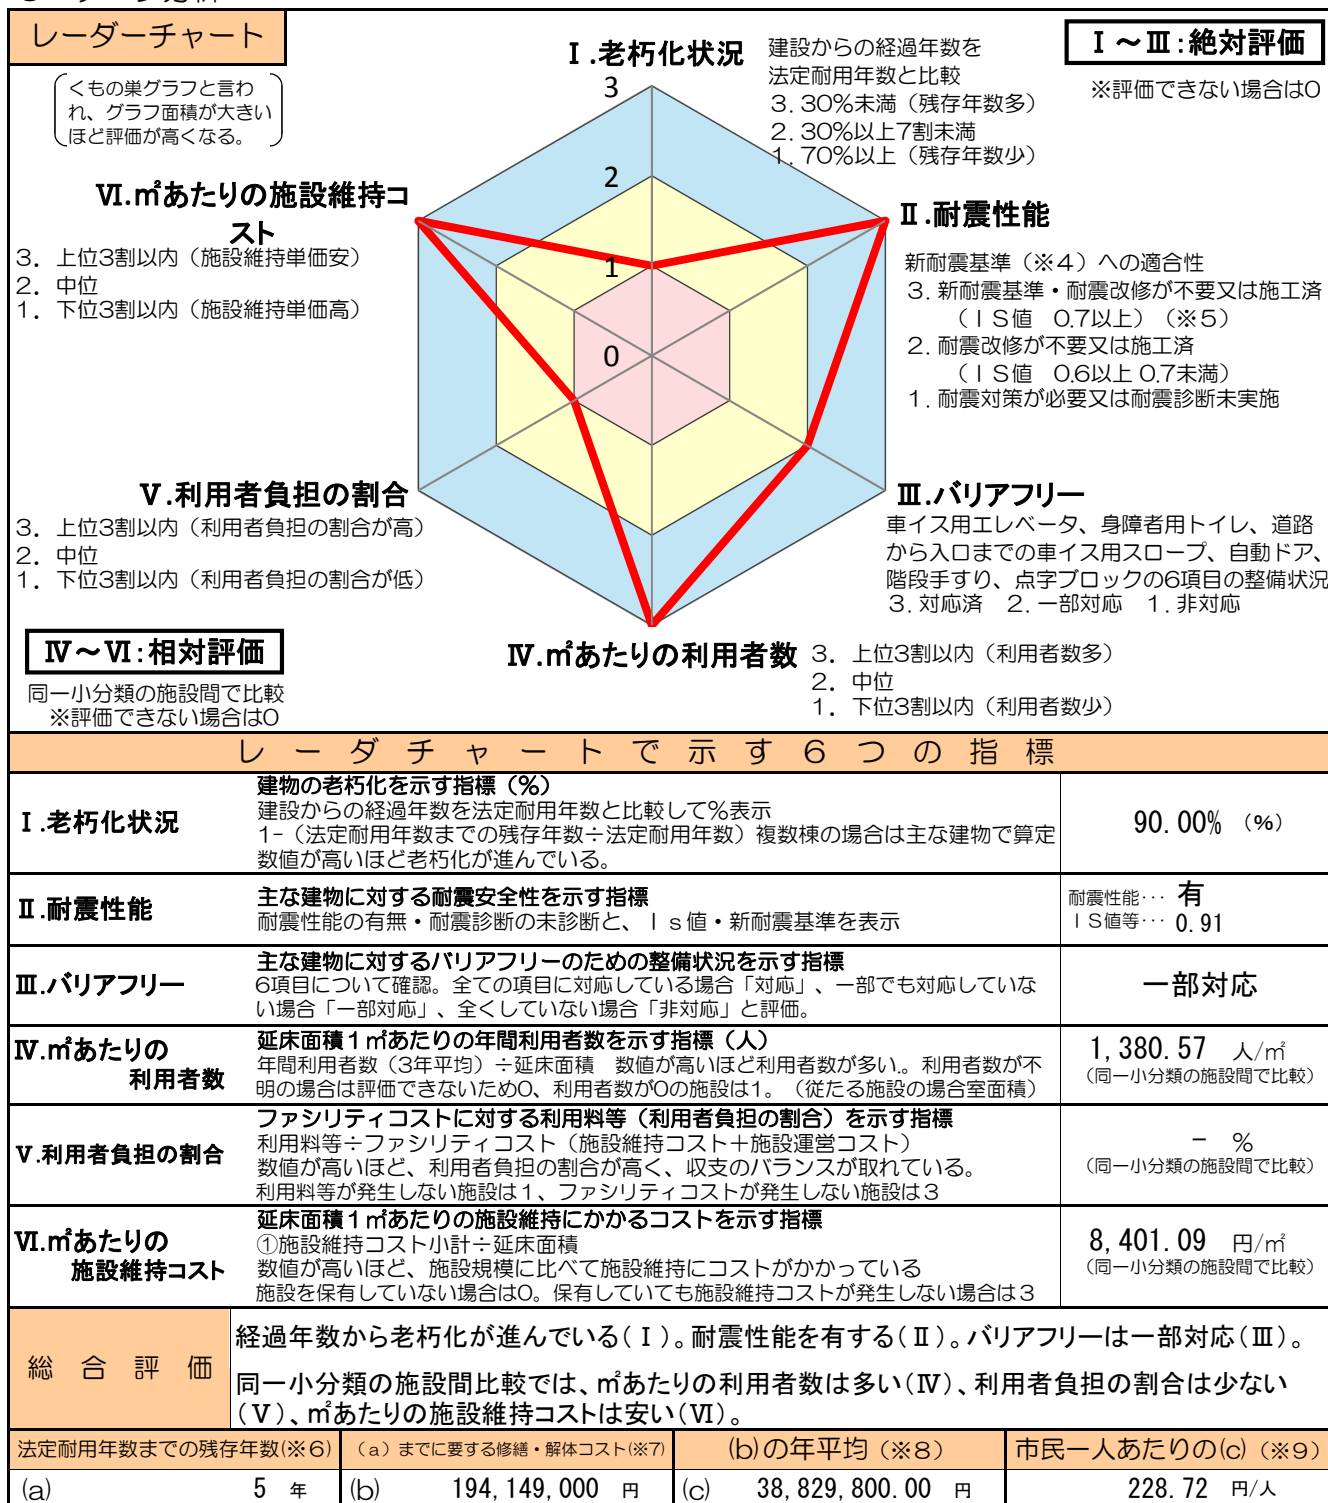 レーダーチャート
くもの巣グラフと言わ
れ、グラフ面積が大きい
ほど評価が高くなる。
Ⅰ.老朽化状況
建設からの経過年数を
法定耐用年数と比較
3.30%未満（残存年数多）
2.30%以上7割未満
1.70%以上（残存年数少）
Ⅰ～Ⅲ:絶対評価
※評価できない場合は0
3
2
1
0
Ⅵ.㎡あたりの施設維持コ
スト
3．上位3割以内（施設維持単価安）
2．中位
1．下位3割以内（施設維持単価高）
Ⅱ.耐震性能
新耐震基準（※4）への適合性
3.新耐震基準・耐震改修が不要又は施工済
（ＩＳ値　0.7以上）（※5）
2.耐震改修が不要又は施工済
（ＩＳ値　0.6以上 0.7未満）
1.耐震対策が必要又は耐震診断未実施
Ⅴ.利用者負担の割合
3．上位3割以内（利用者負担の割合が高）
2．中位
1．下位3割以内（利用者負担の割合が低）
Ⅲ.バリアフリー
車イス用エレベータ、身障者用トイレ、道路
から入口までの車イス用スロープ、自動ドア、
階段手すり、点字ブロックの6項目の整備状況
3.対応済　2.一部対応　1.非対応
Ⅳ～Ⅵ:相対評価
同一小分類の施設間で比較
※評価できない場合は0
Ⅳ.㎡あたりの利用者数
3．上位3割以内（利用者数多）
2．中位
1．下位3割以内（利用者数少）
レーダチャートで示す６つの指標
Ⅰ.老朽化状況
建物の老朽化を示す指標（％）
建設からの経過年数を法定耐用年数と比較して％表示
1-（法定耐用年数までの残存年数÷法定耐用年数）複数棟の場合は主な建物で算定
数値が高いほど老朽化が進んでいる。
90.00% （％）
Ⅱ.耐震性能
主な建物に対する耐震安全性を示す指標
耐震性能の有無・耐震診断の未診断と、Ｉｓ値・新耐震基準を表示
耐震性能… 有
ＩＳ値等… 0.91
Ⅲ.バリアフリー
主な建物に対するバリアフリーのための整備状況を示す指標
6項目について確認。全ての項目に対応している場合「対応」、一部でも対応していな
い場合「一部対応」、全くしていない場合「非対応」と評価。
一部対応
Ⅳ.㎡あたりの
利用者数
延床面積１㎡あたりの年間利用者数を示す指標（人）
年間利用者数（3年平均）÷延床面積　数値が高いほど利用者数が多い。利用者数が不
明の場合は評価できないため0、利用者数が0の施設は1。（従たる施設の場合室面積）
1,380.57 人/㎡
（同一小分類の施設間で比較）
Ⅴ.利用者負担の割合
ファシリティコストに対する利用料等（利用者負担の割合）を示す指標
利用料等÷ファシリティコスト（施設維持コスト＋施設運営コスト）
数値が高いほど、利用者負担の割合が高く、収支のバランスが取れている。
利用料等が発生しない施設は１、ファシリティコストが発生しない施設は３
− ％
（同一小分類の施設間で比較）
Ⅵ.㎡あたりの
施設維持コスト
延床面積１㎡あたりの施設維持にかかるコストを示す指標
①施設維持コスト小計÷延床面積
数値が高いほど、施設規模に比べて施設維持にコストがかかっている
施設を保有していない場合は0。保有していても施設維持コストが発生しない場合は３
8,401.09 円/㎡
（同一小分類の施設間で比較）
総合評価
経過年数から老朽化が進んでいる(Ⅰ)。耐震性能を有する(Ⅱ)。バリアフリーは一部対応(Ⅲ)。
同一小分類の施設間比較では、㎡あたりの利用者数は多い(Ⅳ)、利用者負担の割合は少ない
(Ⅴ)、㎡あたりの施設維持コストは安い(Ⅵ)。
法定耐用年数までの残存年数(※6)
（a）までに要する修繕・解体コスト(※7)
(b)の年平均（※8）
市民一人あたりの(c)（※9）
(a) 5 年
(b) 194,149,000 円
(c) 38,829,800.00 円
228.72 円/人